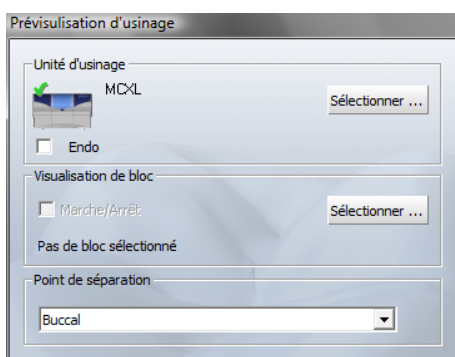 Prévisulisation d'usinage
Unité d'usinage
MCXL
Sélectionner ...
Endo
Visualisation de bloc
Marche/Arrêt
Sélectionner ...
Pas de bloc sélectionné
Point de séparation
Buccal